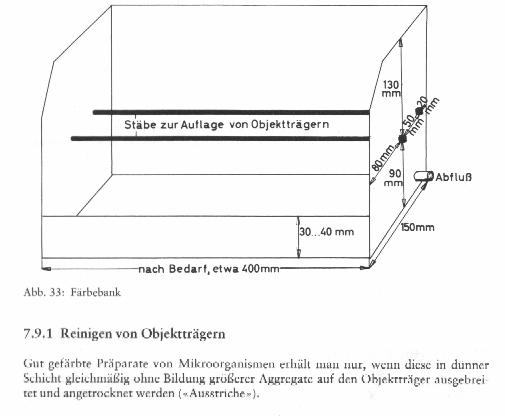 130
mm
20
mm
50
mm
Stäbe zur Auflage von Objektträgern
80mm
90
mm
Abfluß
30...40 mm
150mm
nach Bedarf, etwa 400mm
Abb. 33: Färbebank
7.9.1 Reinigen von Objektträgern
Gut gefärbte Präparate von Mikroorganismen erhält man nur, wenn diese in dünner
Schicht gleichmäßig ohne Bildung größerer Aggregate auf den Objektträger ausgebrei-
tet und angetrocknet werden («Ausstriche»).